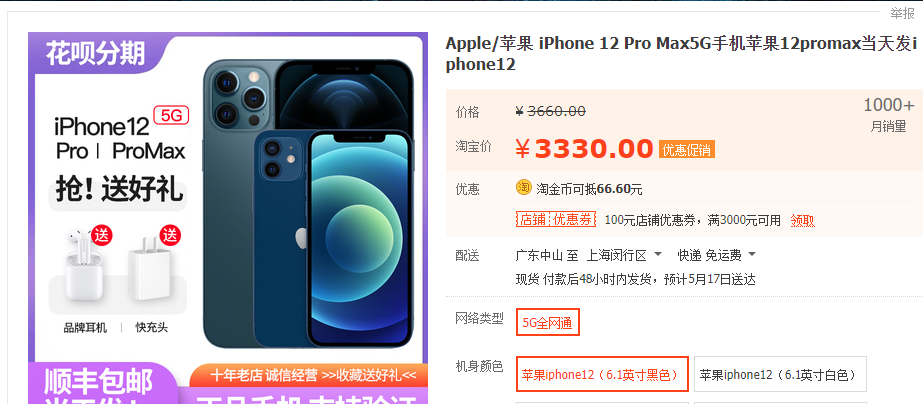 举报
花呗分期
iPhone12 5G
Pro | ProMax
抢！送好礼
送 送
品牌耳机 | 快充头
顺丰包邮
十年老店 诚信经营 >>收藏送好礼<<
Apple/苹果 iPhone 12 Pro Max5G手机苹果12promax当天发i
phone12
价格 ¥ 3660.00
1000+
月销量
淘宝价 ¥3330.00 优惠促销
优惠 淘 淘金币可抵66.60元
店铺优惠券 100元店铺优惠券，满3000元可用 领取
配送 广东中山 至 上海闵行区 快递 免运费
现货 付款后48小时内发货，预计5月17日送达
网络类型 5G全网通
机身颜色 苹果iphone12（6.1英寸黑色） 苹果iphone12（6.1英寸白色）